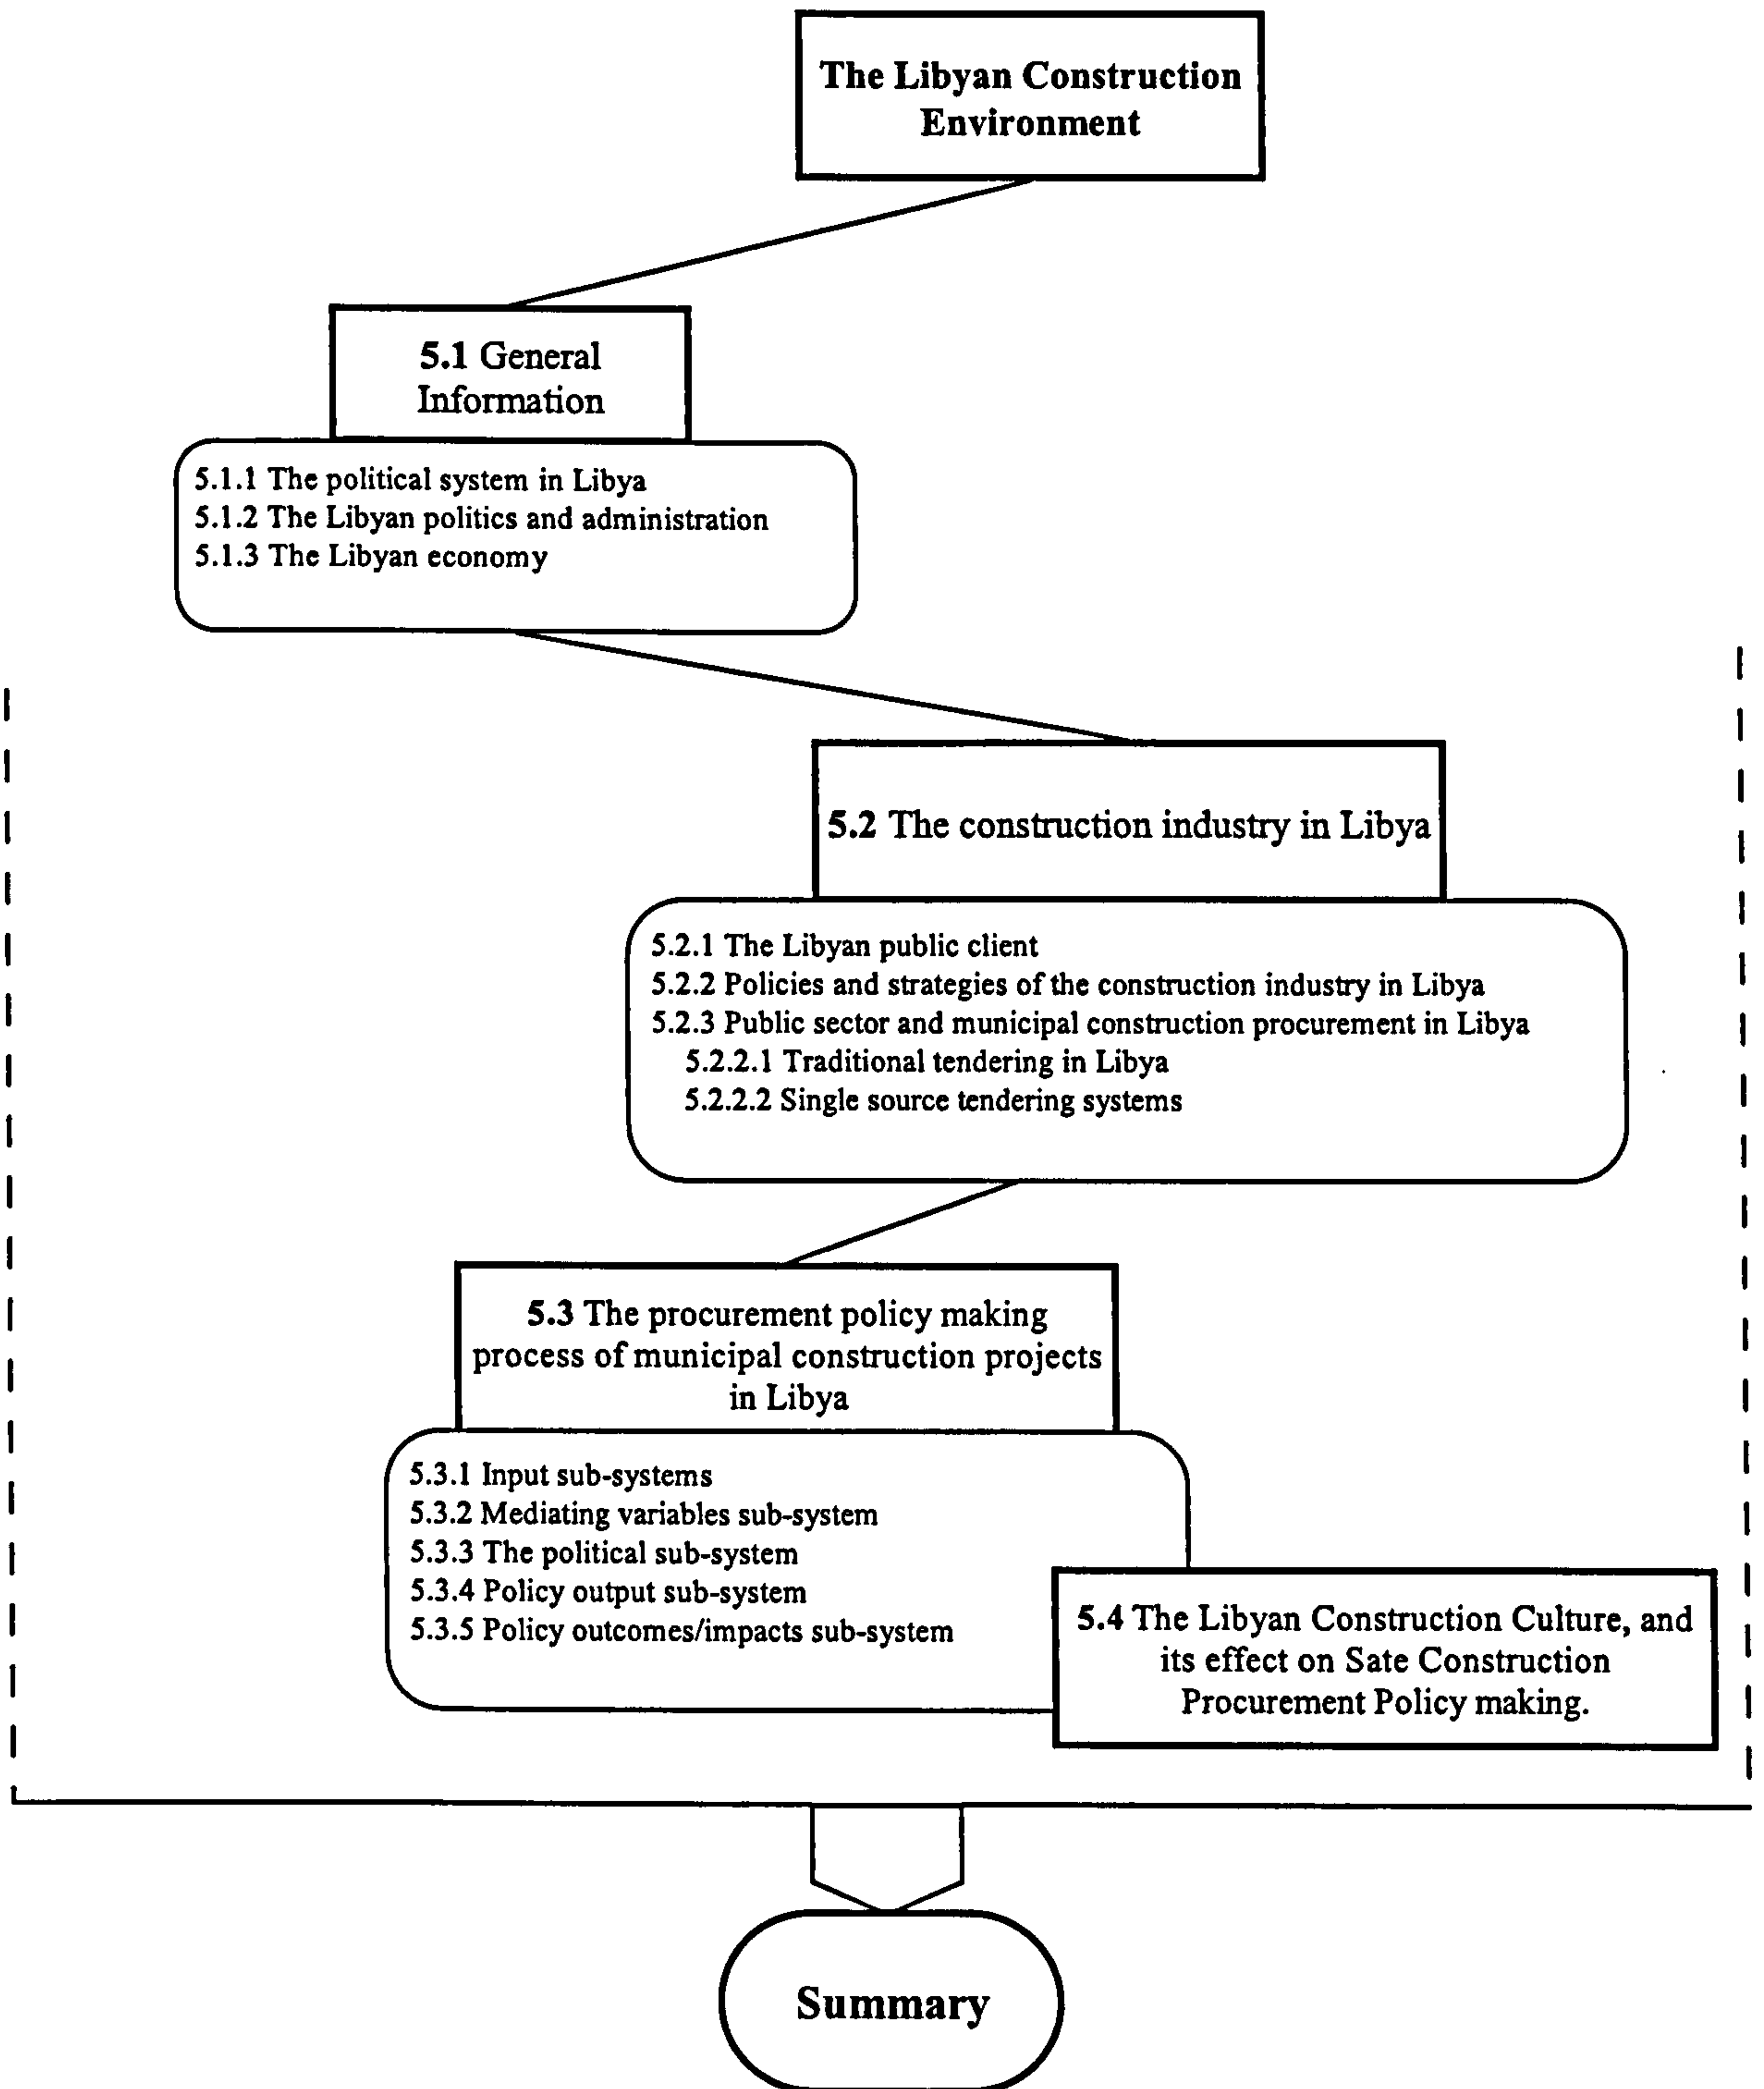 The Libyan Construction
Environment
5.1 General
Information
5.1.1 The political system in Libya
5.1.2 The Libyan politics and administration
5.1.3 The Libyan economy
5.2 The construction industry in Libya
5.2.1 The Libyan public client
5.2.2 Policies and strategies of the construction industry in Libya
5.2.3 Public sector and municipal construction procurement in Libya
5.2.2.1 Traditional tendering in Libya
5.2.2.2 Single source tendering systems
5.3 The procurement policy making
process of municipal construction projects
in Libya
5.3.1 Input sub-systems
5.3.2 Mediating variables sub-system
5.3.3 The political sub-system
5.3.4 Policy output sub-system
5.3.5 Policy outcomes/impacts sub-system
5.4 The Libyan Construction Culture, and
its effect on Sate Construction
Procurement Policy making.
Summary